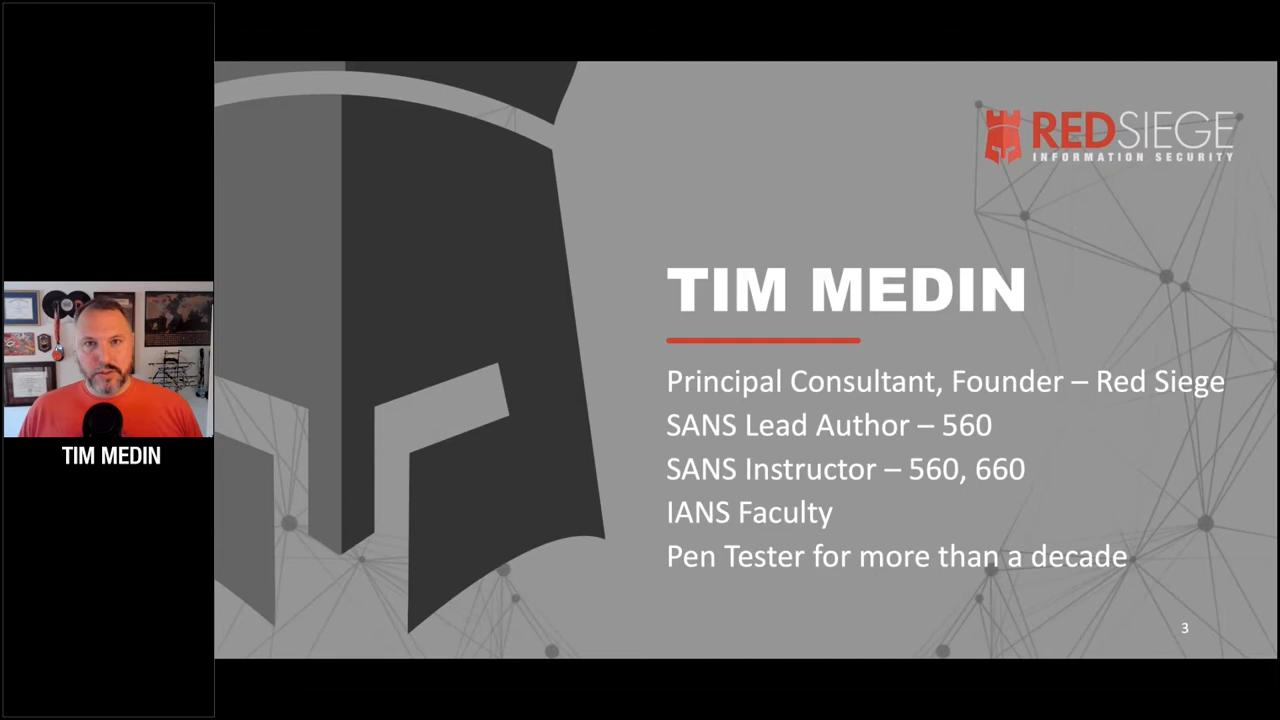 REDSIEGE
INFORMATION SECURITY
TIM MEDIN
Principal Consultant, Founder – Red Siege
SANS Lead Author – 560
SANS Instructor – 560, 660
IANS Faculty
Pen Tester for more than a decade
3
TIM MEDIN